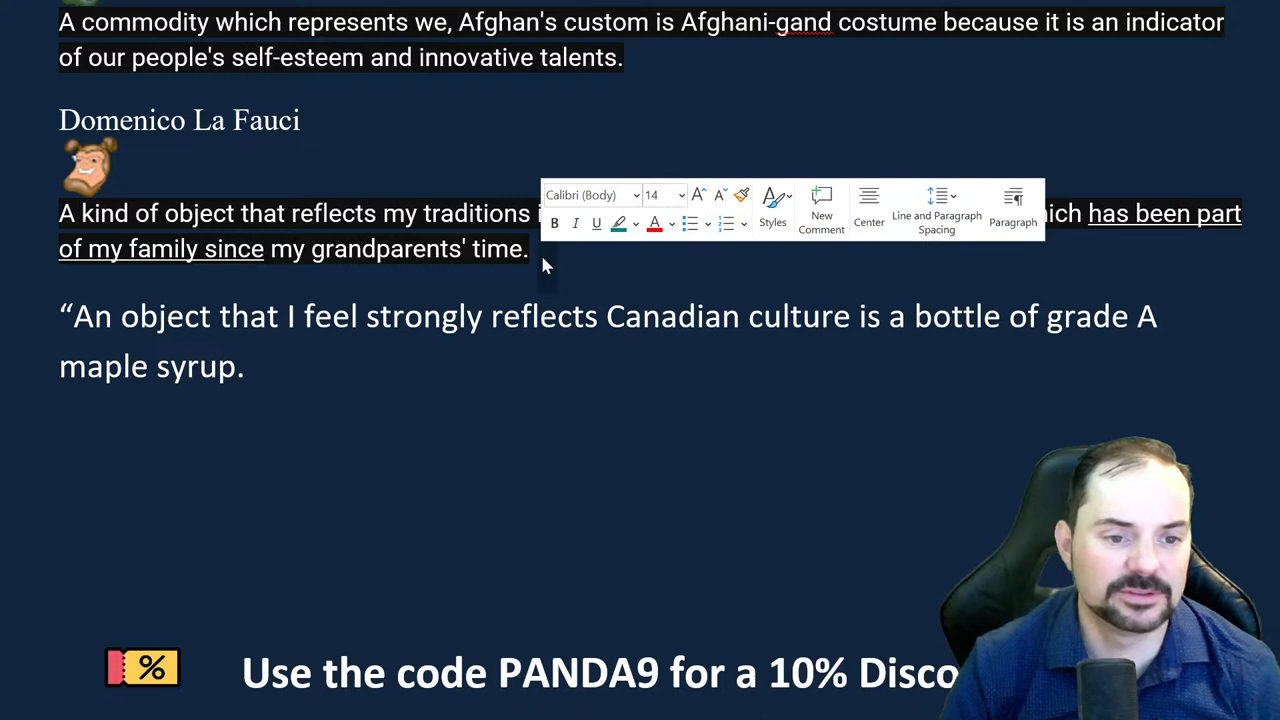 A commodity which represents we, Afghan's custom is Afghani-gand costume because it is an indicator
of our people's self-esteem and innovative talents.
Domenico La Fauci
A kind of object that reflects my traditions
hich has been part
of my family since my grandparents' time.
Calibri (Body) 14
B I U A
Styles
New Comment
Center
Line and Paragraph Spacing
Paragraph
“An object that I feel strongly reflects Canadian culture is a bottle of grade A
maple syrup.
% Use the code PANDA9 for a 10% Disco